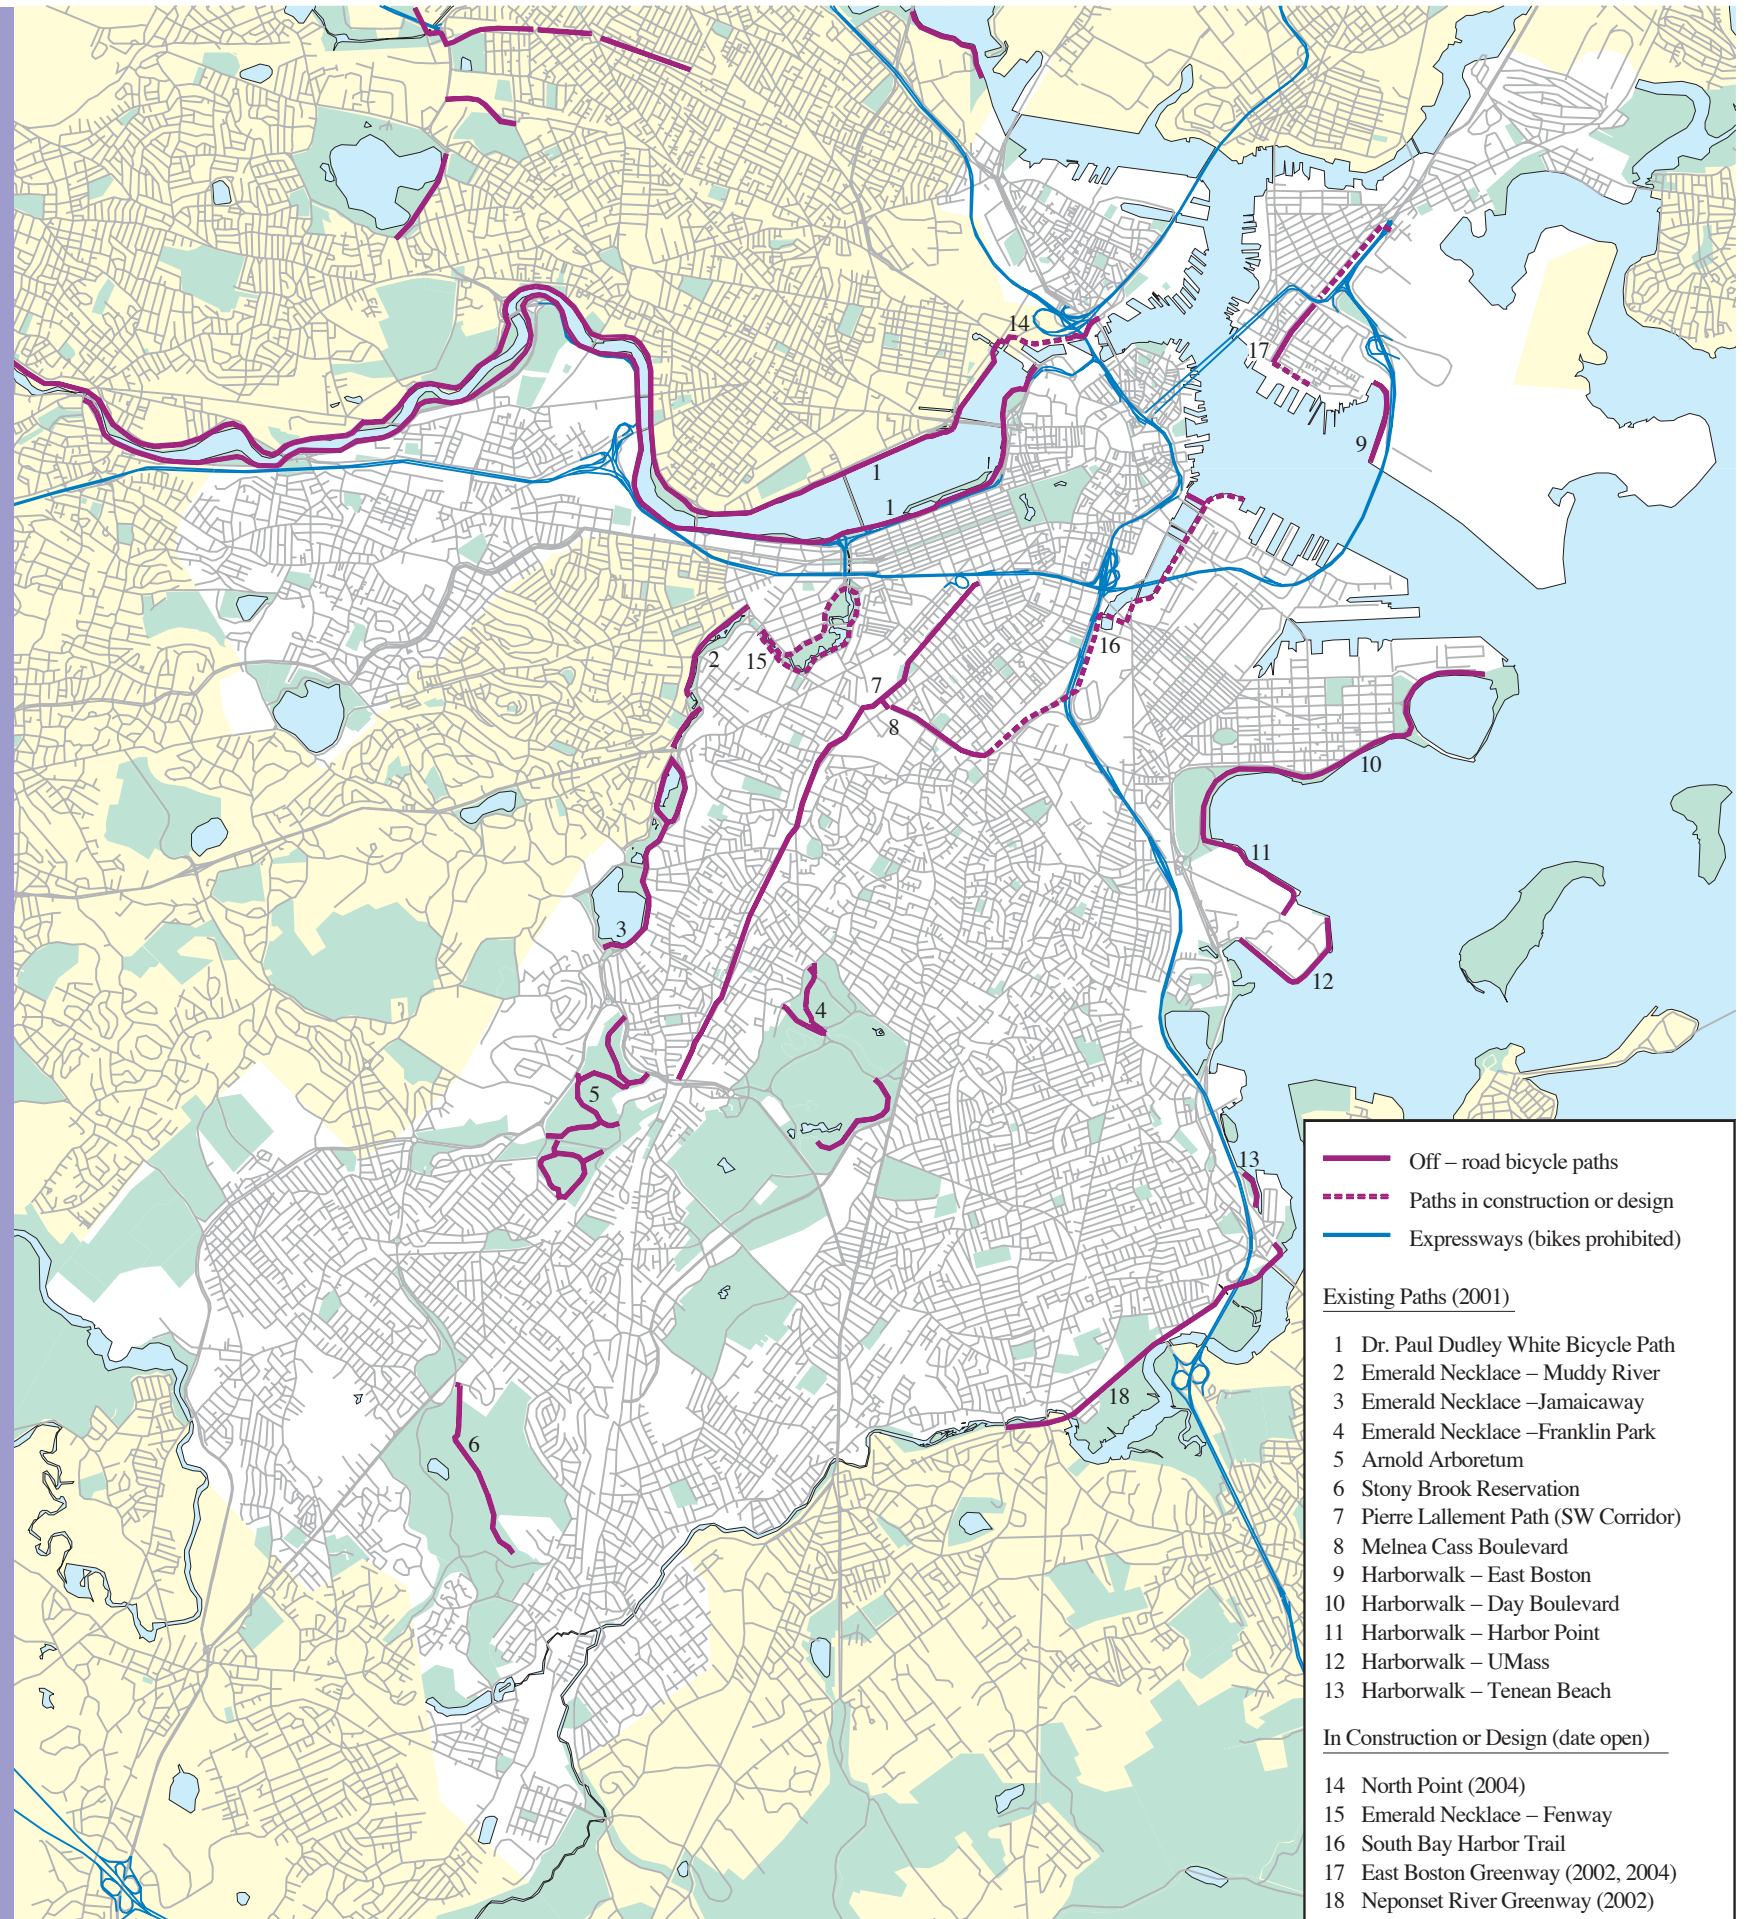 14
17
9
1
1
2
15
16
7
8
10
11
3
12
4
5
13
18
6
Off – road bicycle paths
Paths in construction or design
Expressways (bikes prohibited)
Existing Paths (2001)
1 Dr. Paul Dudley White Bicycle Path
2 Emerald Necklace – Muddy River
3 Emerald Necklace –Jamaicaway
4 Emerald Necklace –Franklin Park
5 Arnold Arboretum
6 Stony Brook Reservation
7 Pierre Lallement Path (SW Corridor)
8 Melnea Cass Boulevard
9 Harborwalk – East Boston
10 Harborwalk – Day Boulevard
11 Harborwalk – Harbor Point
12 Harborwalk – UMass
13 Harborwalk – Tenean Beach
In Construction or Design (date open)
14 North Point (2004)
15 Emerald Necklace – Fenway
16 South Bay Harbor Trail
17 East Boston Greenway (2002, 2004)
18 Neponset River Greenway (2002)